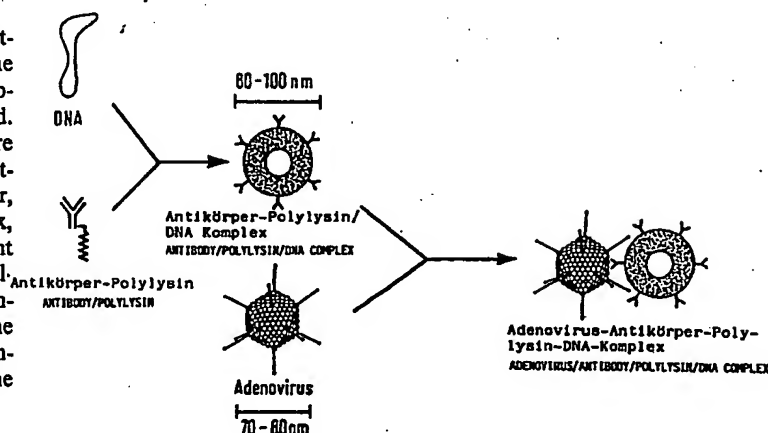 DNA
80-100 nm
Antikörper-Polylysin/
DNA Komplex
ANTIBODY/POLYLYSIN/DNA COMPLEX
Antikörper-Polylysin
ANTIBODY/POLYLYSIN
Adenovirus
70-80nm
Adenovirus-Antikörper-Poly-
lysin-DNA-Komplex
ADENOVIRUS/ANTIBODY/POLYLYSIN/DNA COMPLEX